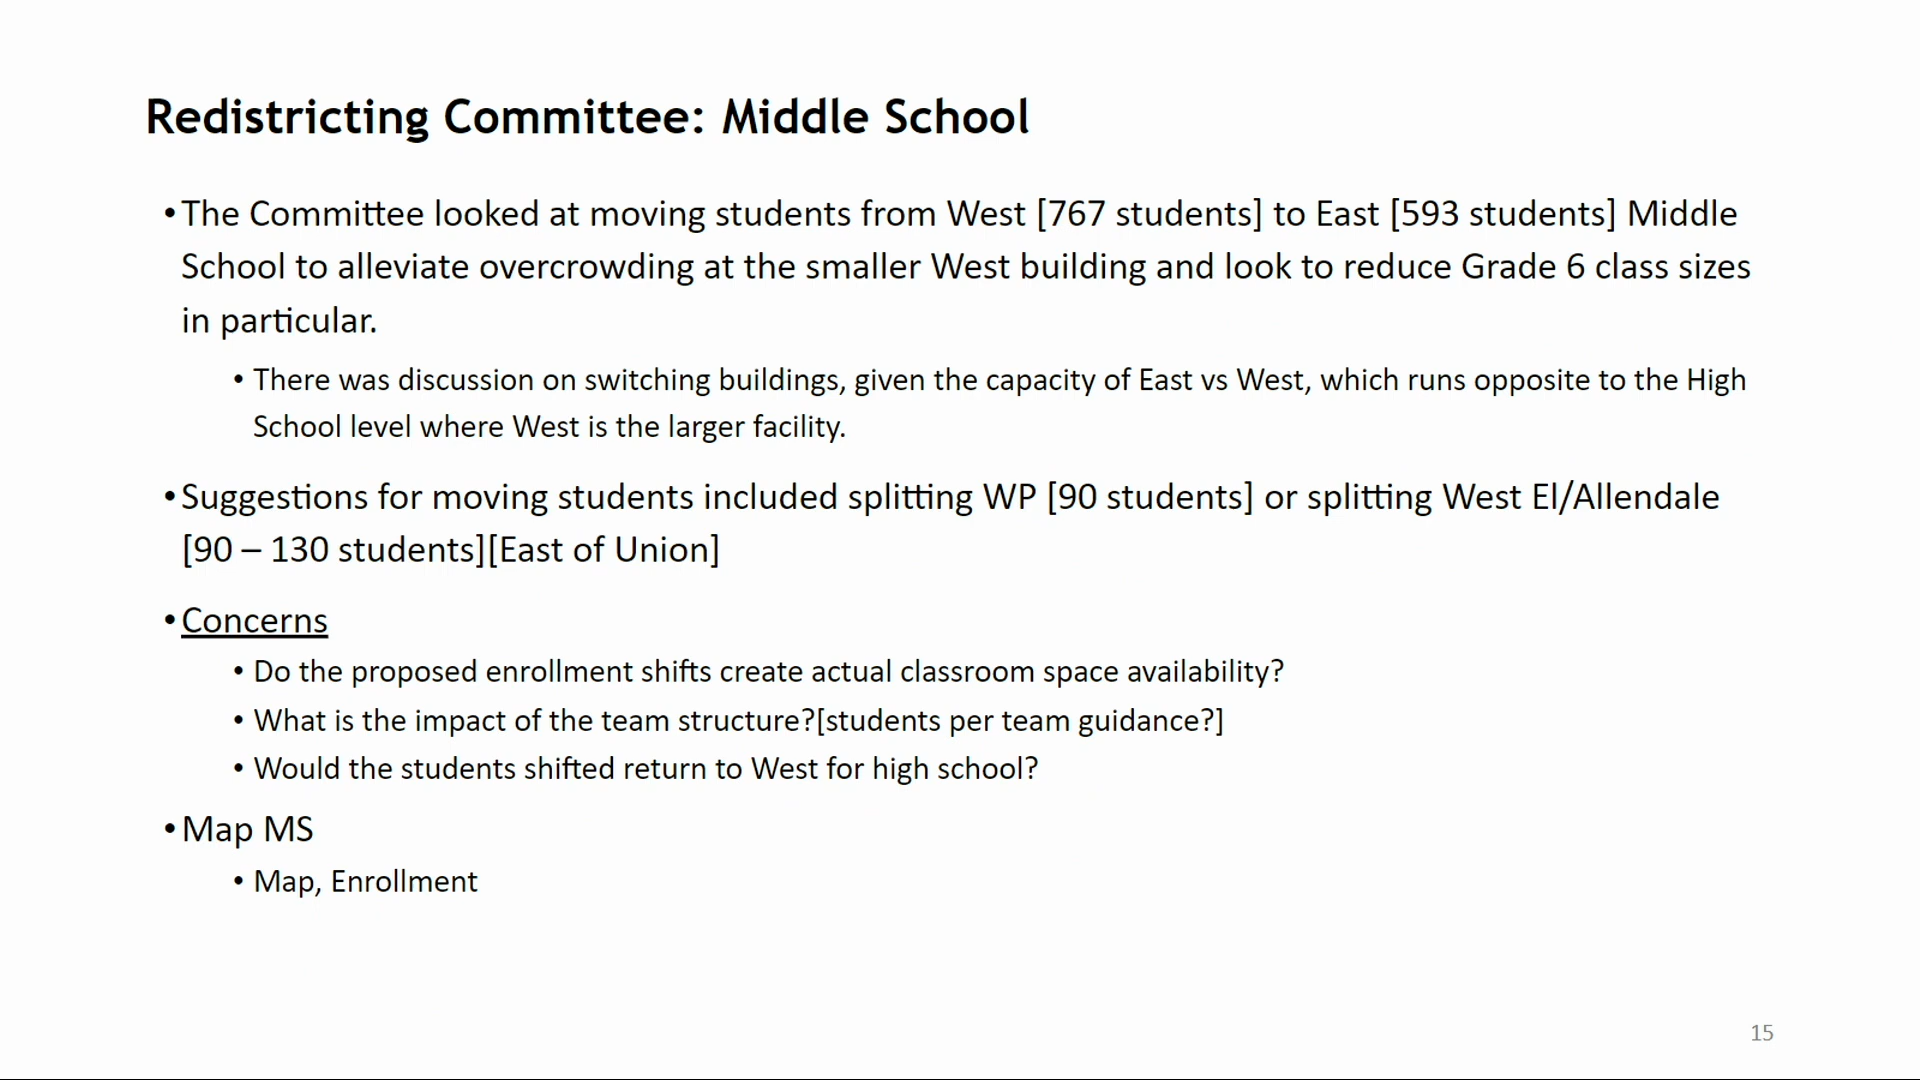 Redistricting Committee: Middle School
•The Committee looked at moving students from West [767 students] to East [593 students] Middle
School to alleviate overcrowding at the smaller West building and look to reduce Grade 6 class sizes
in particular.
• There was discussion on switching buildings, given the capacity of East vs West, which runs opposite to the High
School level where West is the larger facility.
•Suggestions for moving students included splitting WP [90 students] or splitting West El/Allendale
[90 – 130 students][East of Union]
•Concerns
• Do the proposed enrollment shifts create actual classroom space availability?
• What is the impact of the team structure?[students per team guidance?]
• Would the students shifted return to West for high school?
•Map MS
• Map, Enrollment
15